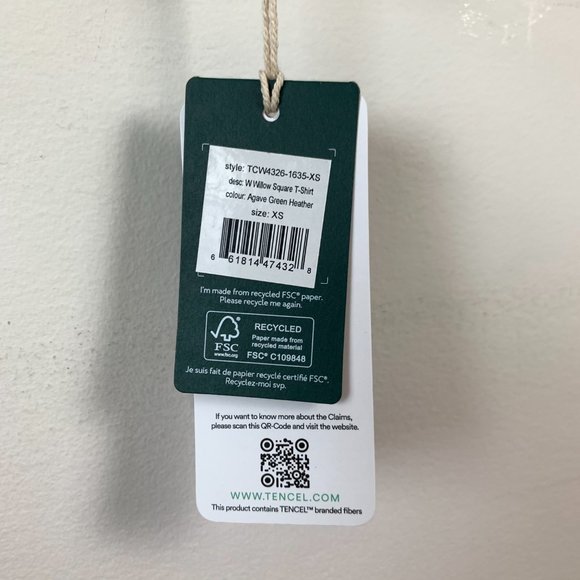 style: TCW4326-1635-XS
desc: W Willow Square T-Shirt
colour: Agave Green Heather
size: XS
6 61814 47432 8
I'm made from recycled FSC® paper.
Please recycle me again.
FSC
www.fsc.org
RECYCLED
Paper made from
recycled material
FSC® C109848
Je suis fait de papier recyclé certifié FSC®.
Recyclez-moi svp.
If you want to know more about the Claims,
please scan this QR-Code and visit the website.
WWW.TENCEL.COM
This product contains TENCEL™ branded fibers